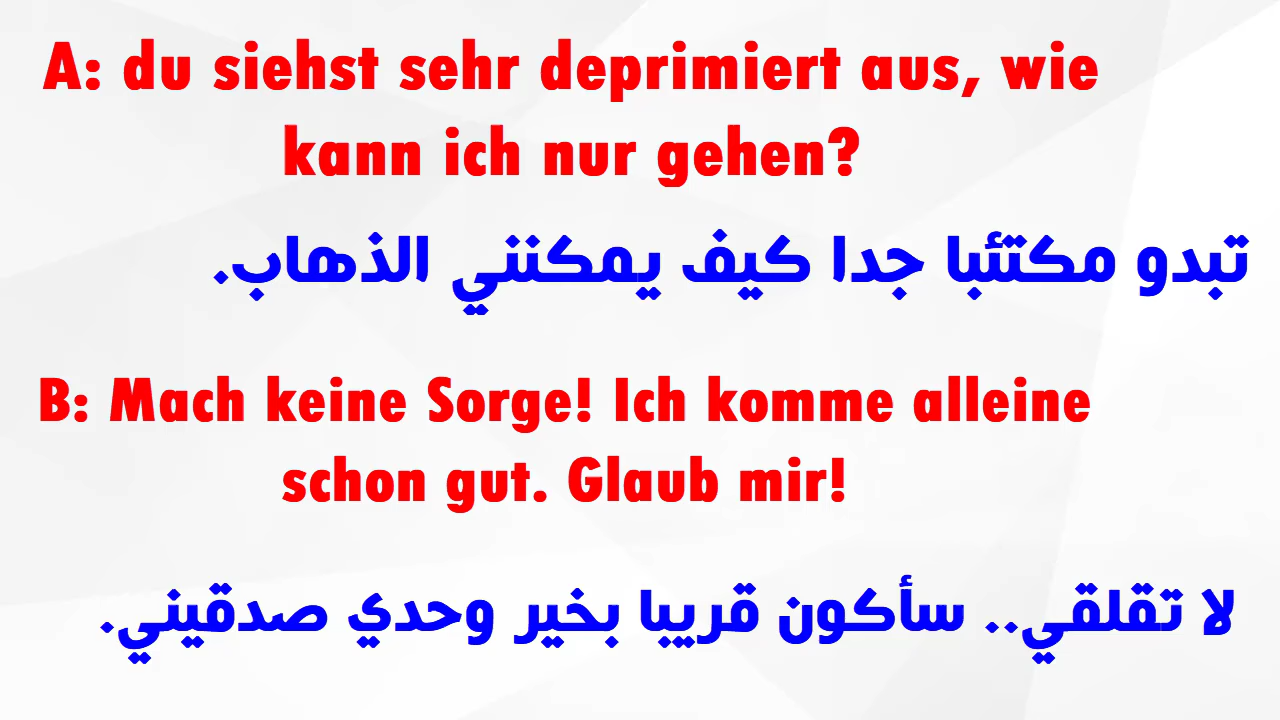 A: du siehst sehr deprimiert aus, wie
kann ich nur gehen?
تبدو مكتئبا جدا كيف يمكنني الذهاب.
B: Mach keine Sorge! Ich komme alleine
schon gut. Glaub mir!
لا تقلقي.. سأكون قريبا بخير وحدي صدقيني.